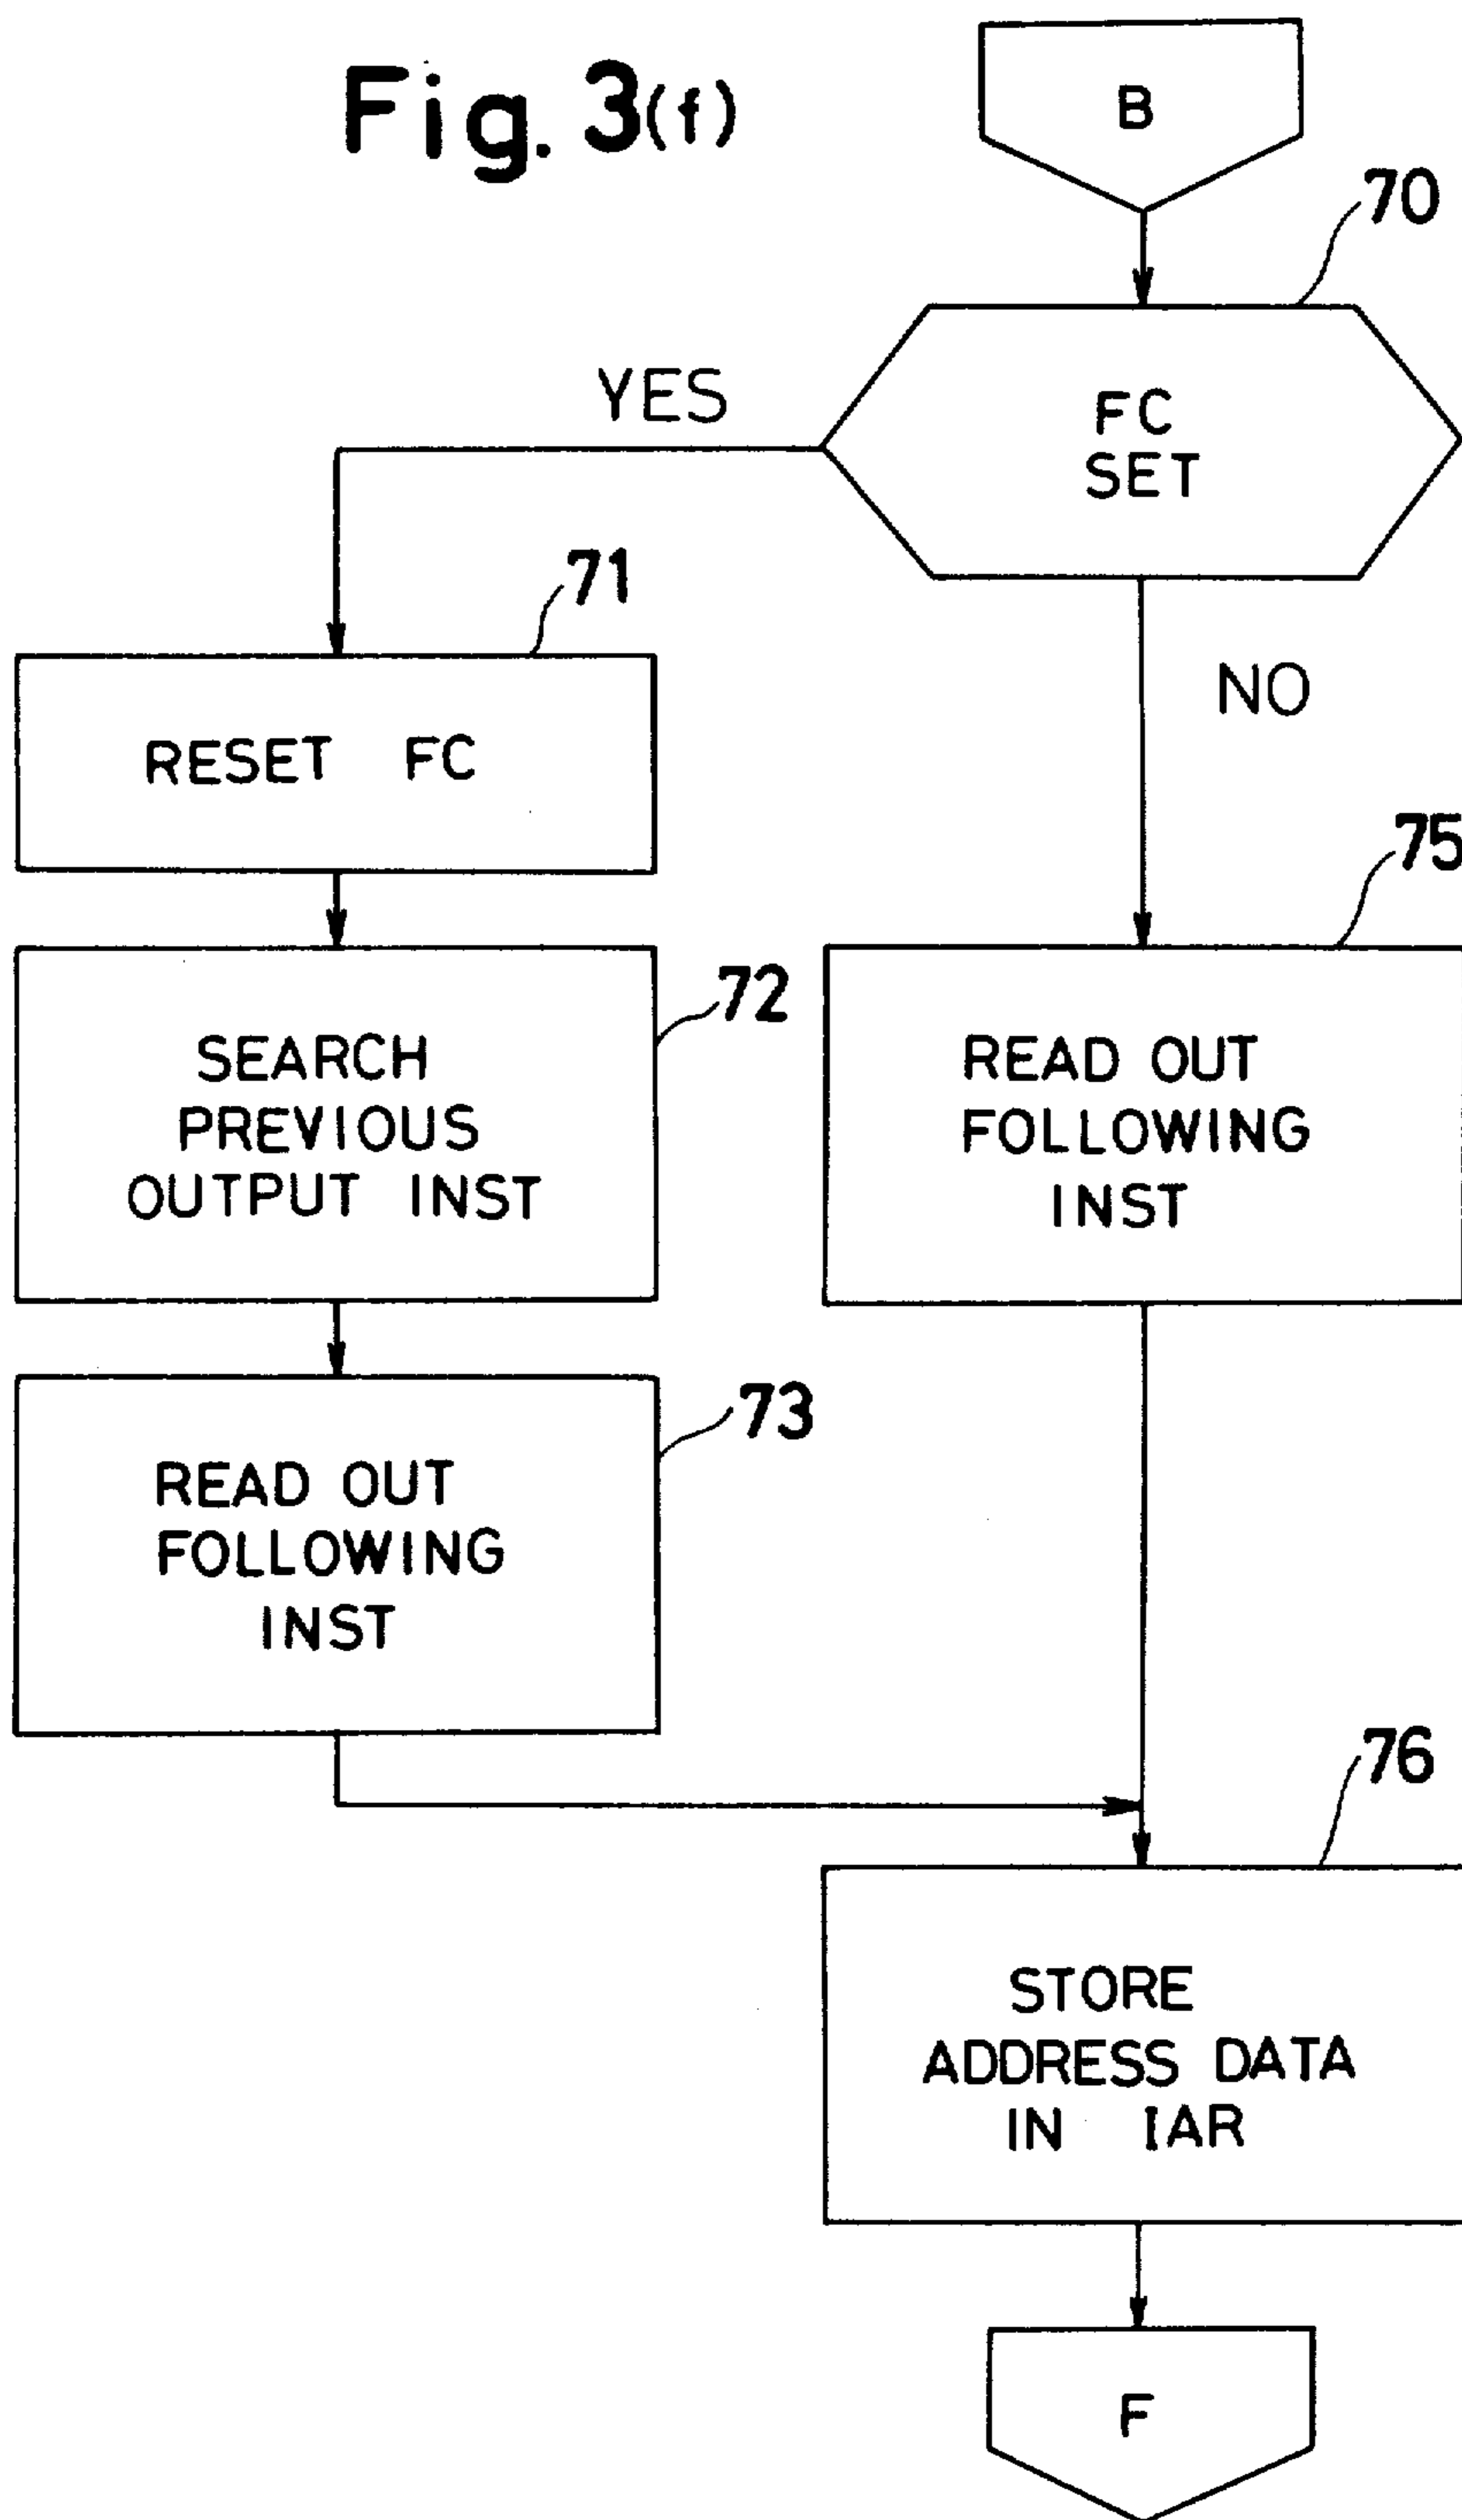 Fig. 3(f)
B
70
FC
SET
YES
NO
71
RESET FC
72
SEARCH
PREVIOUS
OUTPUT INST
75
READ OUT
FOLLOWING
INST
73
READ OUT
FOLLOWING
INST
76
STORE
ADDRESS DATA
IN IAR
F